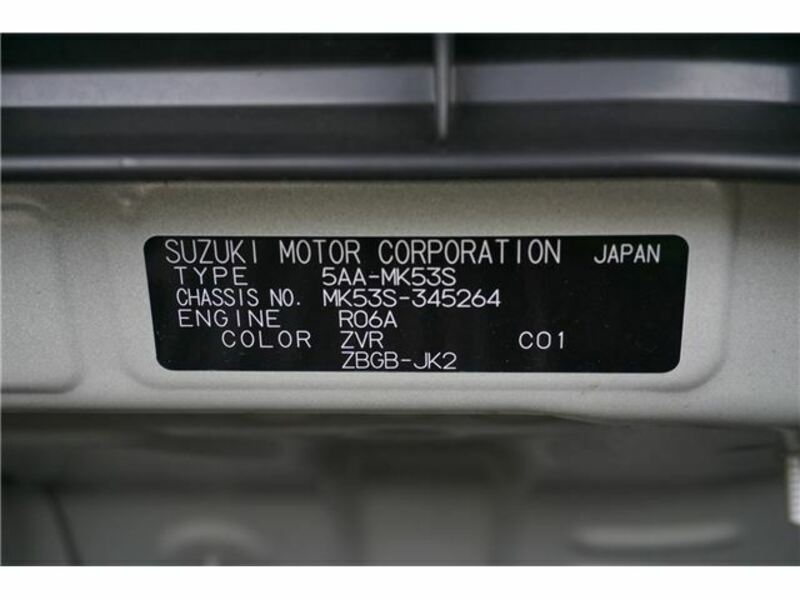 SUZUKI MOTOR CORPORATION JAPAN
TYPE 5AA-MK53S
CHASSIS NO. MK53S-345264
ENGINE R06A
COLOR ZVR C01
ZBGB-JK2